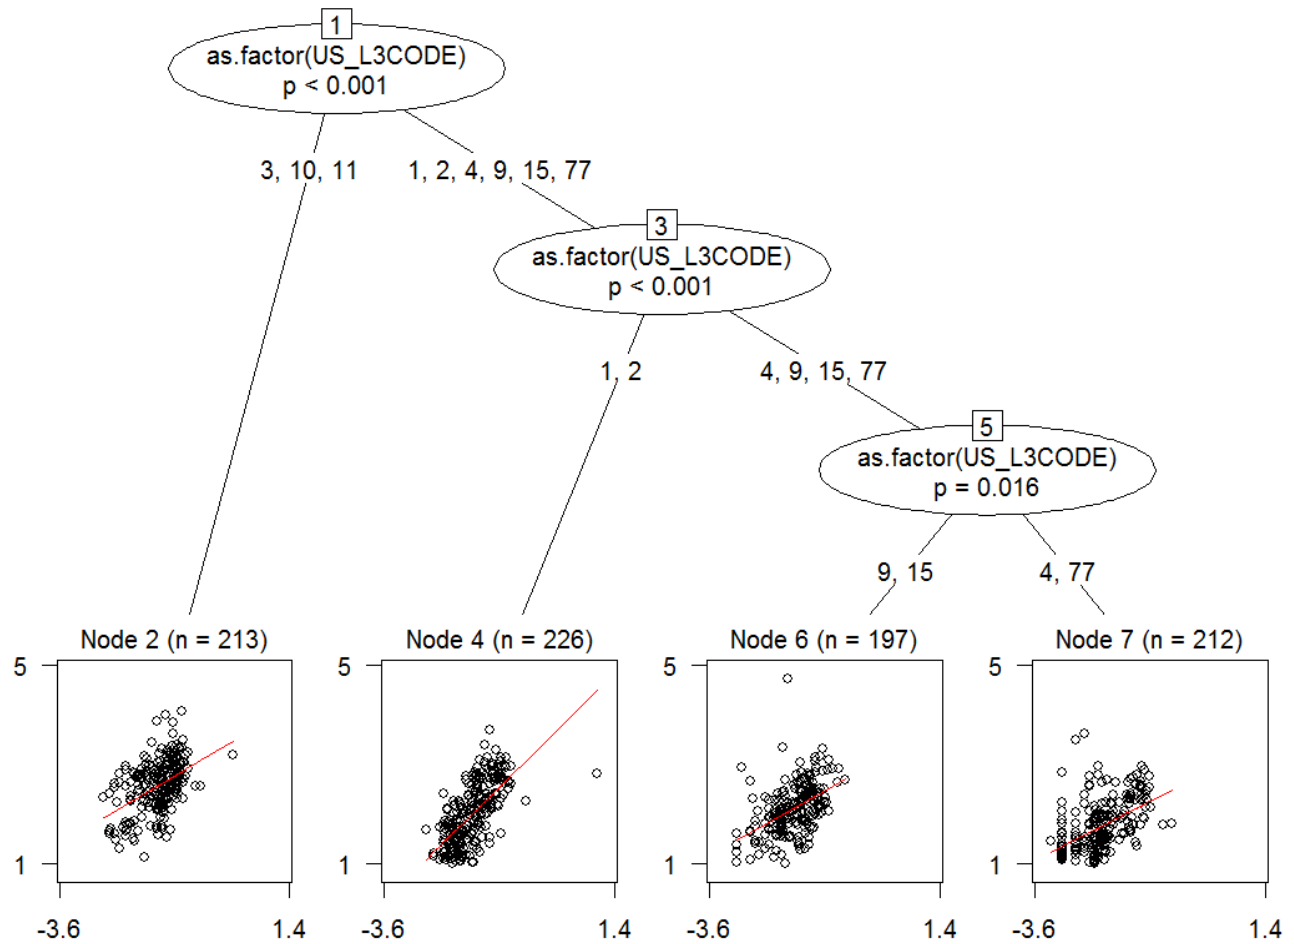 1
as.factor(US_L3CODE)
p < 0.001
3, 10, 11
1, 2, 4, 9, 15, 77
3
as.factor(US_L3CODE)
p < 0.001
1, 2
4, 9, 15, 77
5
as.factor(US_L3CODE)
p = 0.016
9, 15
4, 77
Node 2 (n = 213)
5
1
-3.6
1.4
Node 4 (n = 226)
5
1
-3.6
1.4
Node 6 (n = 197)
5
1
-3.6
1.4
Node 7 (n = 212)
5
1
-3.6
1.4